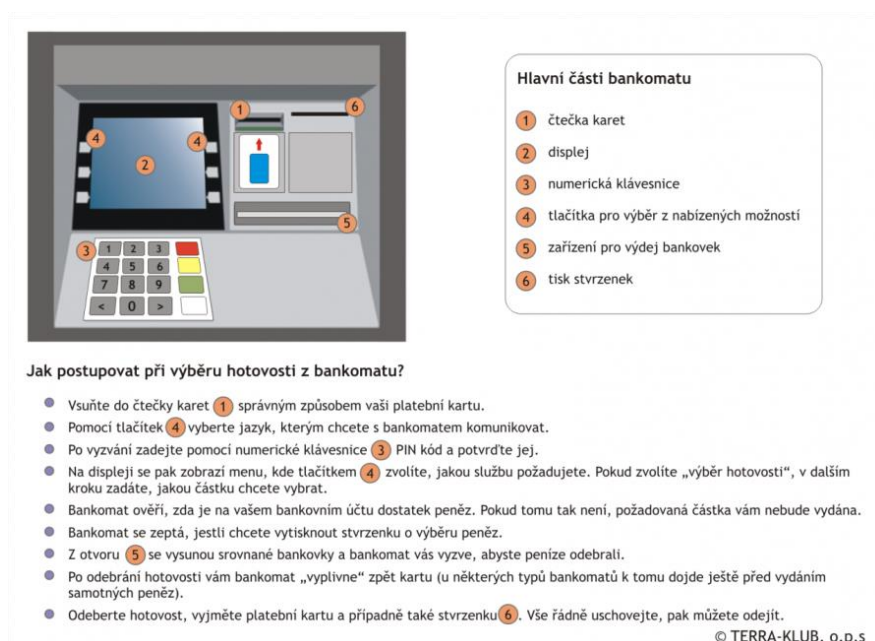 1
6
4
4
2
5
3
1 2 3
4 5 6
7 8 9
< 0 >
Hlavní části bankomatu
1 čtečka karet
2 displej
3 numerická klávesnice
4 tlačítka pro výběr z nabízených možností
5 zařízení pro výdej bankovek
6 tisk stvrzenek
Jak postupovat při výběru hotovosti z bankomatu?
Vsuňte do čtečky karet 1 správným způsobem vaši platební kartu.
Pomocí tlačítek 4 vyberte jazyk, kterým chcete s bankomatem komunikovat.
Po vyzvání zadejte pomocí numerické klávesnice 3 PIN kód a potvrďte jej.
Na displeji se pak zobrazí menu, kde tlačítkem 4 zvolíte, jakou službu požadujete. Pokud zvolíte „výběr hotovosti“, v dalším
kroku zadáte, jakou částku chcete vybrat.
Bankomat ověří, zda je na vašem bankovním účtu dostatek peněz. Pokud tomu tak není, požadovaná částka vám nebude vydána.
Bankomat se zeptá, jestli chcete vytisknout stvrzenku o výběru peněz.
Z otvoru 5 se vysunou srovnané bankovky a bankomat vás vyzve, abyste peníze odebrali.
Po odebrání hotovosti vám bankomat „vyplivne“ zpět kartu (u některých typů bankomatů k tomu dojde ještě před vydáním
samotných peněz).
Odeberte hotovost, vyjměte platební kartu a případně také stvrzenku 6. Vše řádně uschovejte, pak můžete odejít.
© TERRA-KLUB, o.p.s